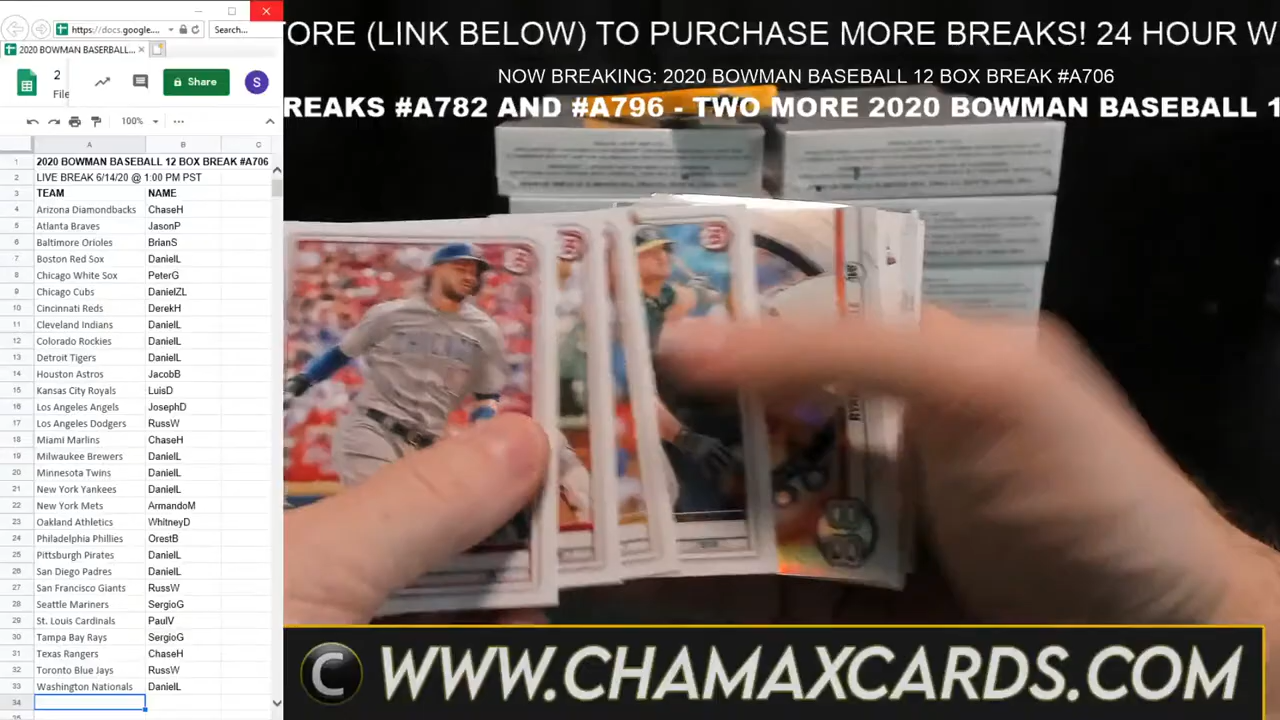 https://docs.google....
Search...
2020 BOWMAN BASERBALL...
2
File
Share
S
100%
A
B
C
1 2020 BOWMAN BASEBALL 12 BOX BREAK #A706
2 LIVE BREAK 6/14/20 @ 1:00 PM PST
3 TEAM NAME
4 Arizona Diamondbacks ChaseH
5 Atlanta Braves JasonP
6 Baltimore Orioles BrianS
7 Boston Red Sox DanielL
8 Chicago White Sox PeterG
9 Chicago Cubs DanielZL
10 Cincinnati Reds DerekH
11 Cleveland Indians DanielL
12 Colorado Rockies DanielL
13 Detroit Tigers DanielL
14 Houston Astros JacobB
15 Kansas City Royals LuisD
16 Los Angeles Angels JosephD
17 Los Angeles Dodgers RussW
18 Miami Marlins ChaseH
19 Milwaukee Brewers DanielL
20 Minnesota Twins DanielL
21 New York Yankees DanielL
22 New York Mets ArmandoM
23 Oakland Athletics WhitneyD
24 Philadelphia Phillies OrestB
25 Pittsburgh Pirates DanielL
26 San Diego Padres DanielL
27 San Francisco Giants RussW
28 Seattle Mariners SergioG
29 St. Louis Cardinals PaulV
30 Tampa Bay Rays SergioG
31 Texas Rangers ChaseH
32 Toronto Blue Jays RussW
33 Washington Nationals DanielL
34
ORE (LINK BELOW) TO PURCHASE MORE BREAKS! 24 HOUR W
NOW BREAKING: 2020 BOWMAN BASEBALL 12 BOX BREAK #A706
REAKS #A782 AND #A796 - TWO MORE 2020 BOWMAN BASEBALL 1
RYAN
C WWW.CHAMAXCARDS.COM